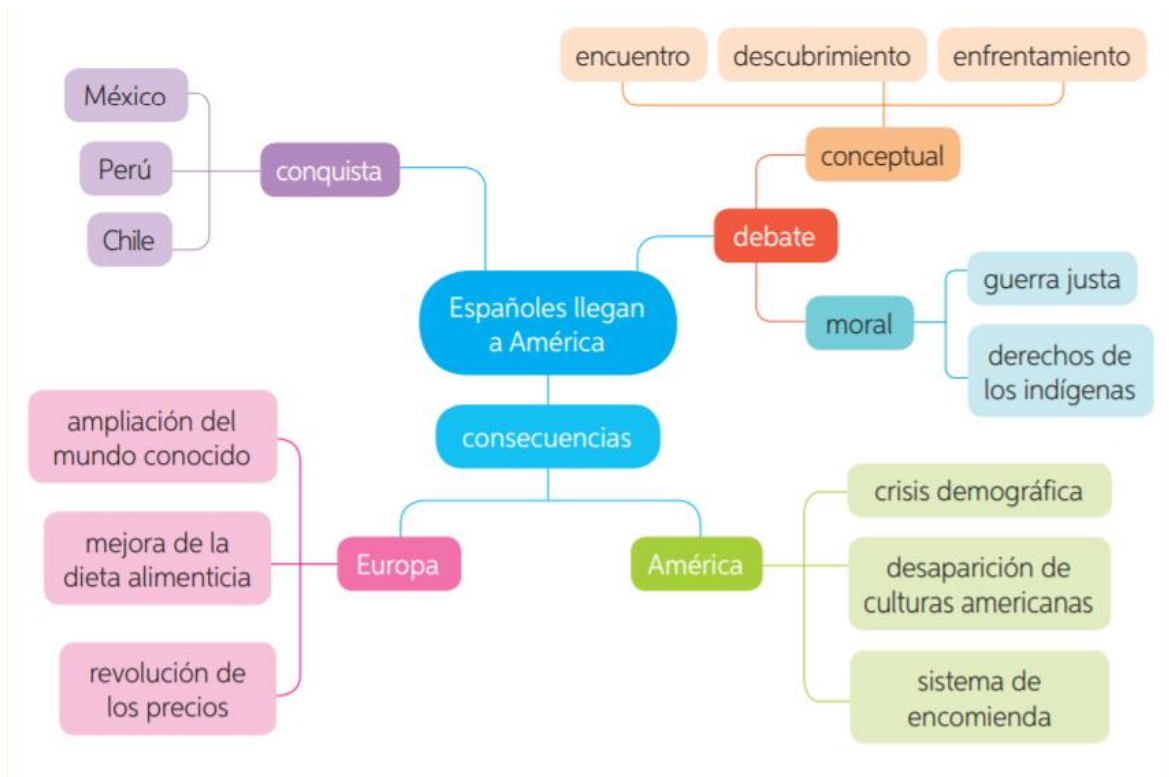 encuentro
descubrimiento
enfrentamiento
México
Perú
Chile
conquista
conceptual
debate
moral
guerra justa
derechos de
los indígenas
Españoles llegan
a América
consecuencias
ampliación del
mundo conocido
mejora de la
dieta alimenticia
revolución de
los precios
Europa
América
crisis demográfica
desaparición de
culturas americanas
sistema de
encomienda